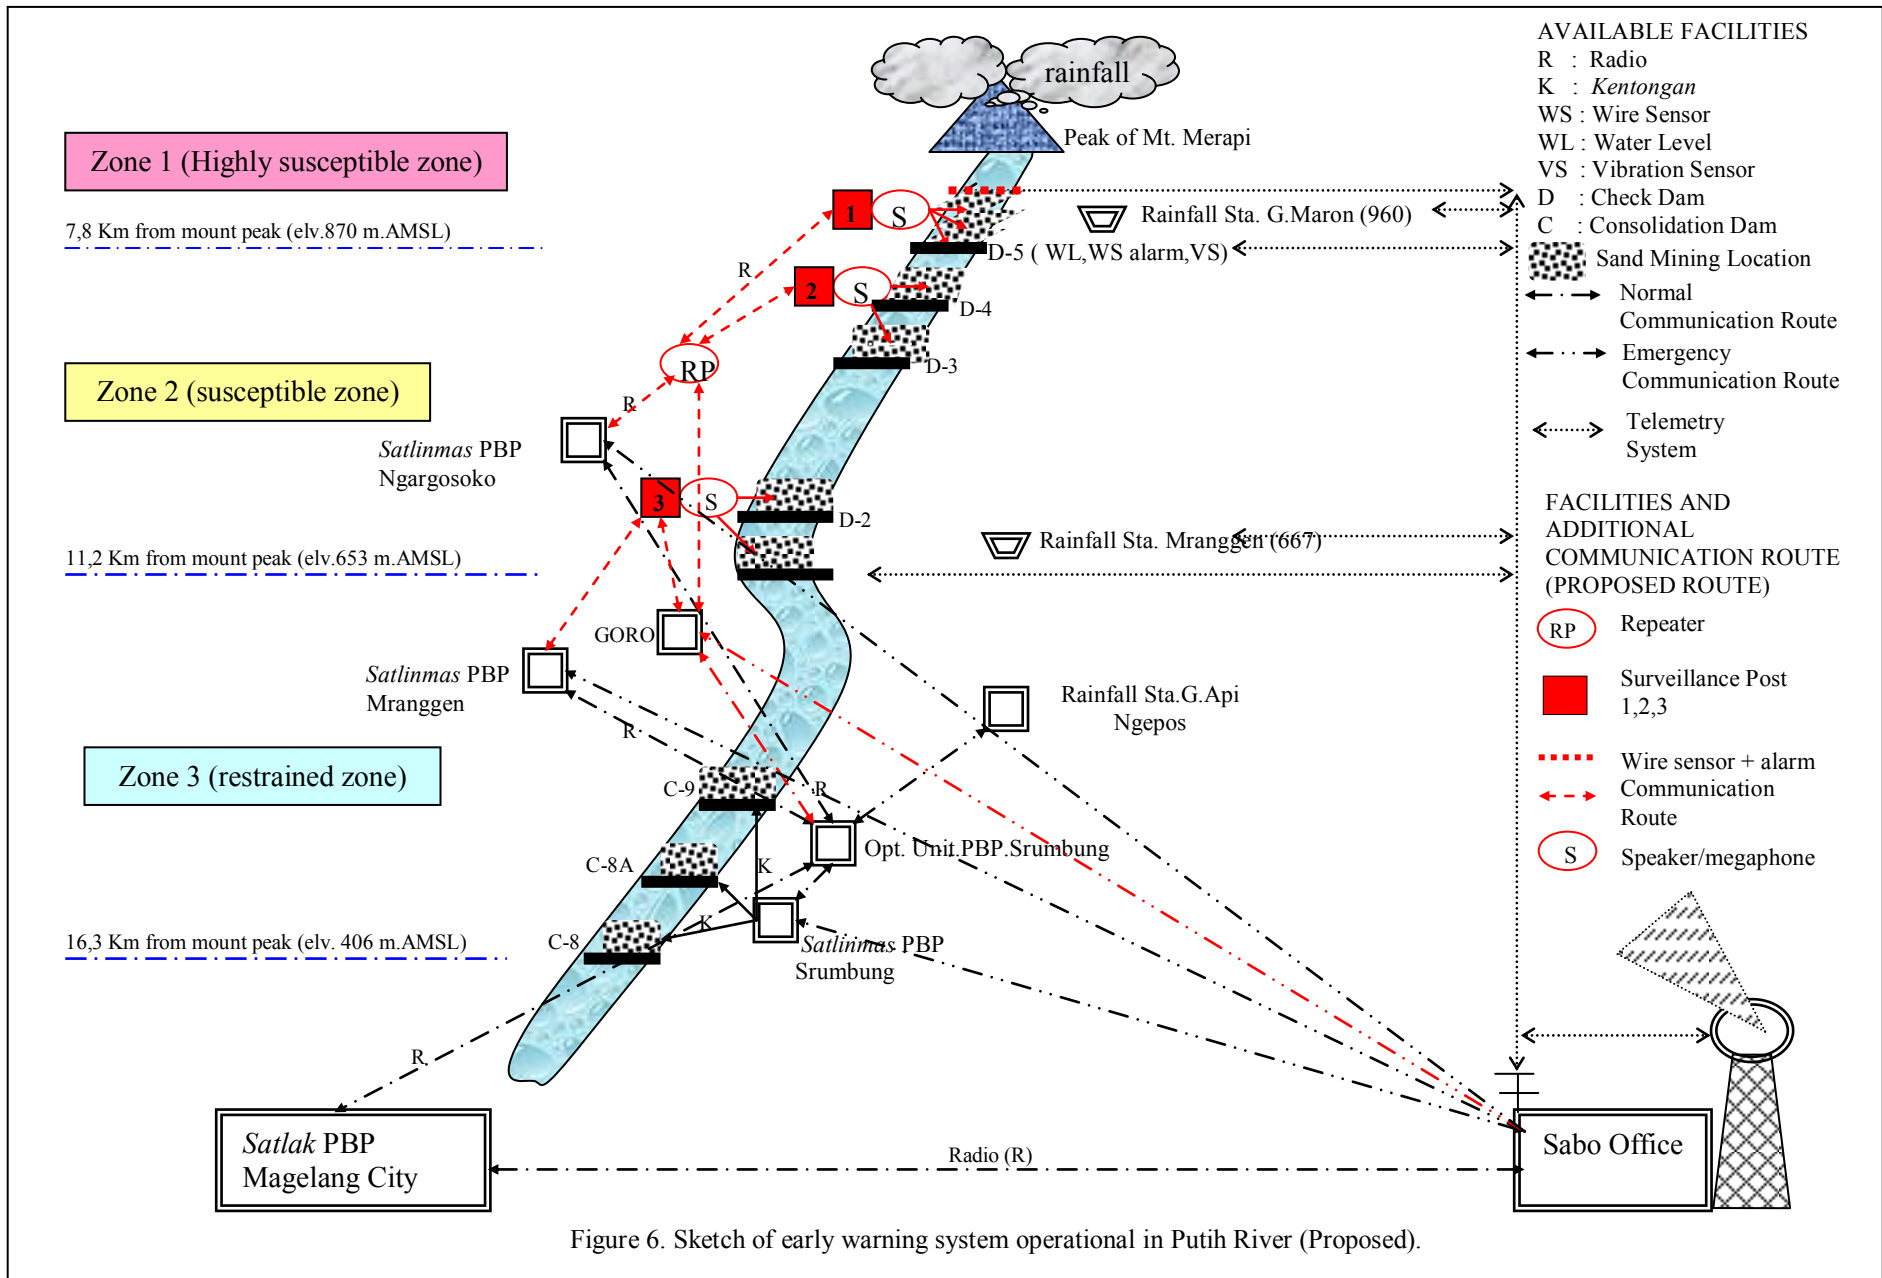 rainfall
Peak of Mt. Merapi
Zone 1 (Highly susceptible zone)
7,8 Km from mount peak (elv.870 m.AMSL)
1
S
Rainfall Sta. G.Maron (960)
D-5 ( WL,WS alarm,VS)
R
2
S
D-4
D-3
RP
Zone 2 (susceptible zone)
R
Satlinmas PBP
Ngargosoko
3
S
D-2
11,2 Km from mount peak (elv.653 m.AMSL)
Rainfall Sta. Mranggen (667)
GORO
Satlinmas PBP
Mranggen
R
Rainfall Sta.G.Api
Ngepos
Zone 3 (restrained zone)
C-9
R
Opt. Unit.PBP.Srumbung
C-8A
K
K
Satlinmas PBP
Srumbung
16,3 Km from mount peak (elv. 406 m.AMSL)
C-8
R
Satlak PBP
Magelang City
Radio (R)
Sabo Office
AVAILABLE FACILITIES
R : Radio
K : Kentongan
WS : Wire Sensor
WL : Water Level
VS : Vibration Sensor
D : Check Dam
C : Consolidation Dam
Sand Mining Location
Normal
Communication Route
Emergency
Communication Route
Telemetry
System
FACILITIES AND
ADDITIONAL
COMMUNICATION ROUTE
(PROPOSED ROUTE)
RP Repeater
Surveillance Post
1,2,3
Wire sensor + alarm
Communication
Route
S Speaker/megaphone
Figure 6. Sketch of early warning system operational in Putih River (Proposed).